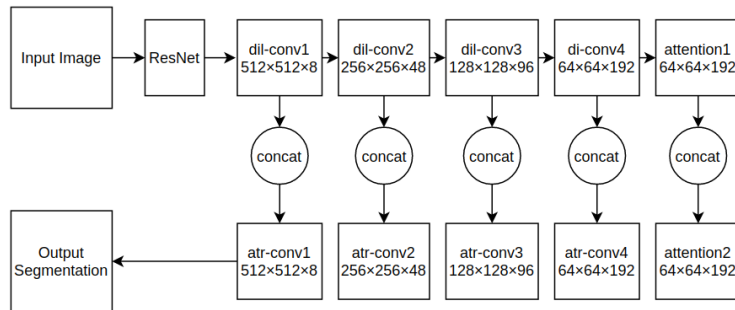 Input Image
ResNet
dil-conv1
512×512×8
dil-conv2
256×256×48
dil-conv3
128×128×96
di-conv4
64×64×192
attention1
64×64×192
concat
concat
concat
concat
concat
Output
Segmentation
atr-conv1
512×512×8
atr-conv2
256×256×48
atr-conv3
128×128×96
atr-conv4
64×64×192
attention2
64×64×192